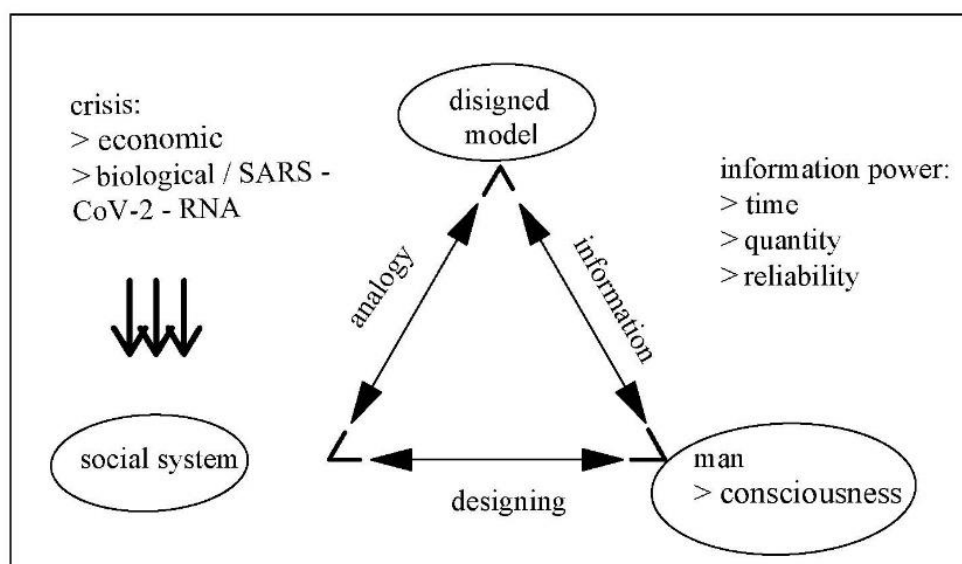 disigned
model
crisis:
> economic
> biological / SARS -
CoV-2 - RNA
information power:
> time
> quantity
> reliability
analogy
information
social system
designing
man
> consciousness